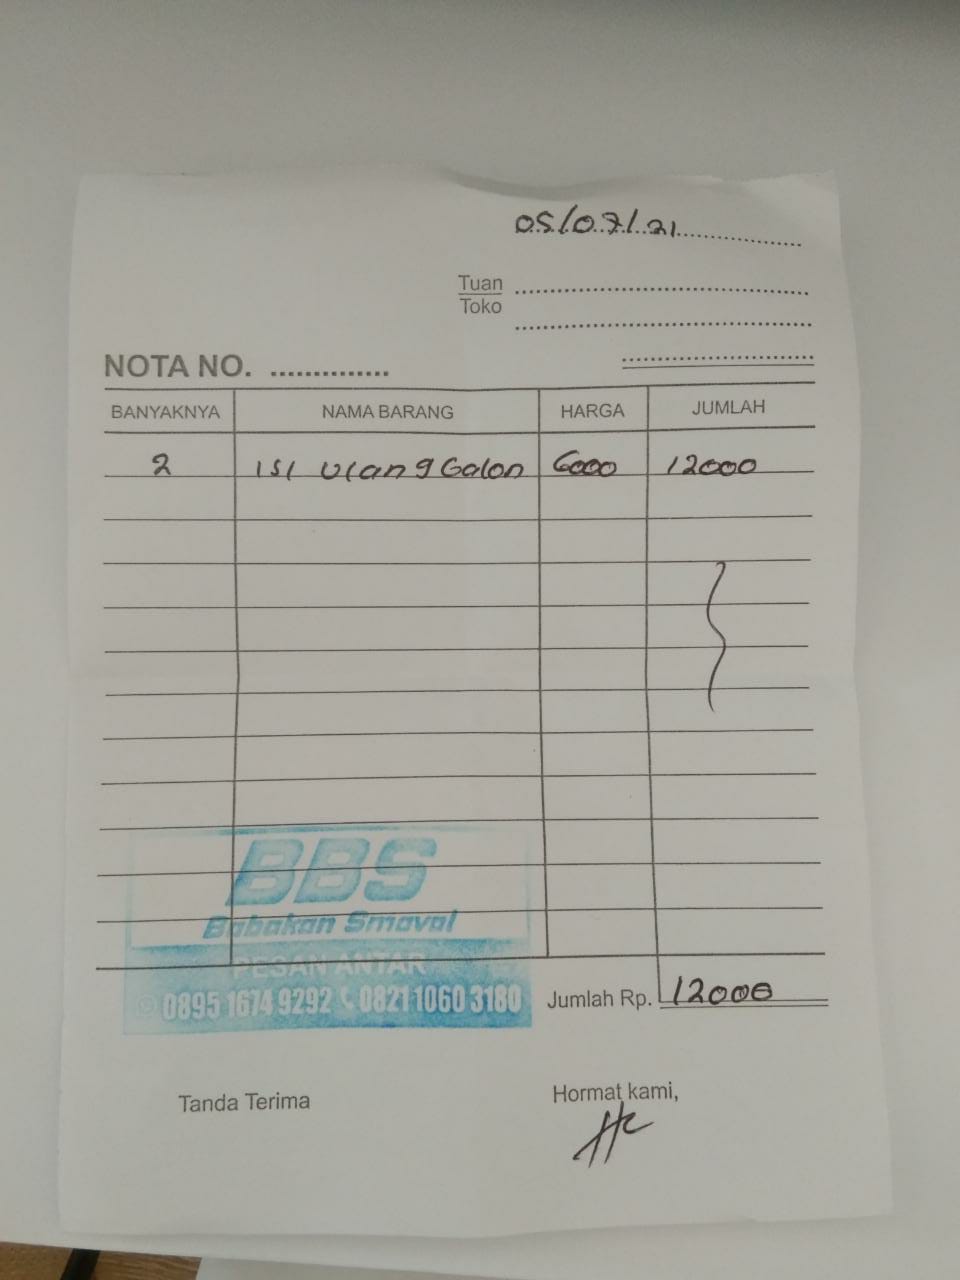 05/07/21
Tuan
Toko
NOTA NO.
BANYAKNYA NAMA BARANG HARGA JUMLAH
2 ISI Ulang Galon 6000 12000
BBS
Babakan Smaval
PESAN ANTAR
0895 1674 9292 0821 1060 3180
Jumlah Rp. 12000
Tanda Terima Hormat kami,